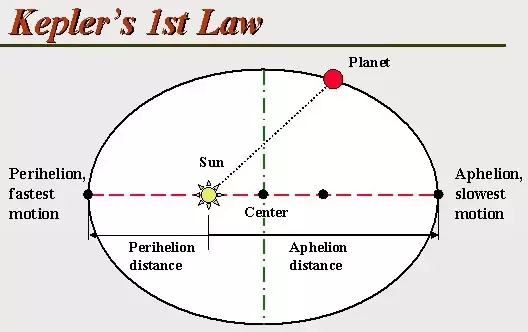 Kepler's 1st Law
Planet
Sun
Perihelion,
fastest
motion
Aphelion,
slowest
motion
Center
Perihelion
distance
Aphelion
distance